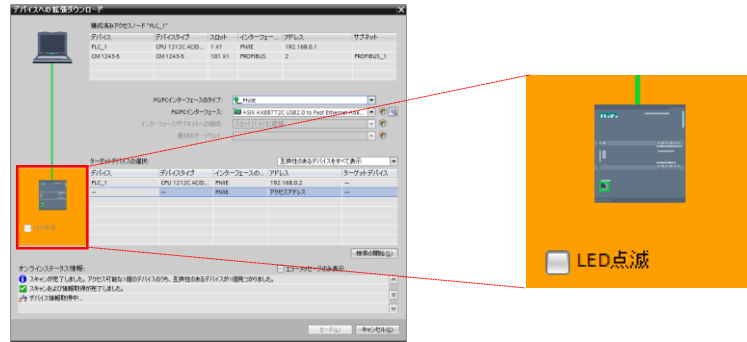 デバイスへの拡張ダウンロード
構成済みアクセスノード "PLC_1"
デバイス デバイスタイプ スロット インターフェー... アドレス サブネット
PLC_1 CPU 1212C AC/D... 1 X1 PN/IE 192.168.0.1
CM 1243-5 CM 1243-5 101 X1 PROFIBUS 2 PROFIBUS_1
PG/PCインターフェースのタイプ: PN/IE
PG/PCインターフェース: ASIX AX88772C USB2.0 to Fast Ethernet Ada...
ターゲットデバイスの選択: 互換性のあるデバイスをすべて表示
デバイス デバイスタイプ インターフェースの... アドレス ターゲットデバイス
PLC_1 CPU 1212C AC/D... PN/IE 192.168.0.2 —
— — PN/IE アクセスアドレス —
LED点滅
LED点滅
検索の開始(S)
オンラインステータス情報: エラーメッセージのみ表示
スキャンが完了しました。アクセス可能な1個のデバイスのうち、互換性のあるデバイスが1個見つかりました。
スキャンおよび情報取得が完了しました。
デバイス情報取得中...
ロード(L) キャンセル(C)